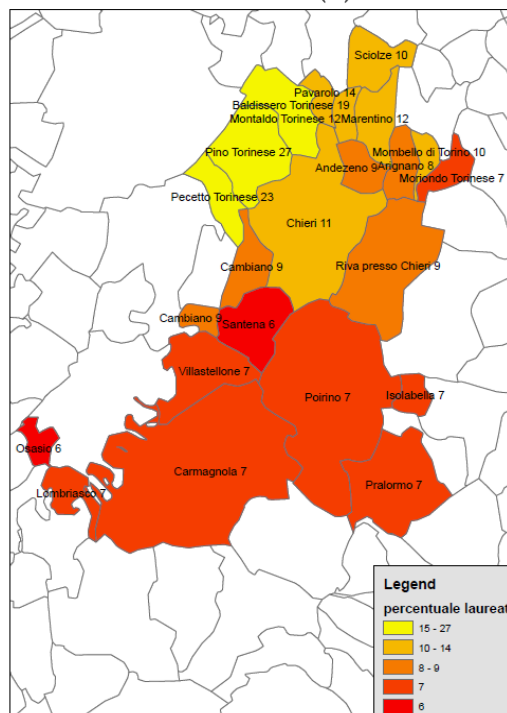 Sciolze 10
Pavarolo 14
Baldissero Torinese 19
Montaldo Torinese 12
Marentino 12
Pino Torinese 27
Andezeno 9
Mombello di Torino 10
Arignano 8
Moriondo Torinese 7
Pecetto Torinese 23
Chieri 11
Cambiano 9
Riva presso Chieri 9
Cambiano 9
Santena 6
Villastellone 7
Poirino 7
Isolabella 7
Osasio 6
Carmagnola 7
Lombriasco 7
Pralormo 7
Legend
percentuale laureat
15 - 27
10 - 14
8 - 9
7
6